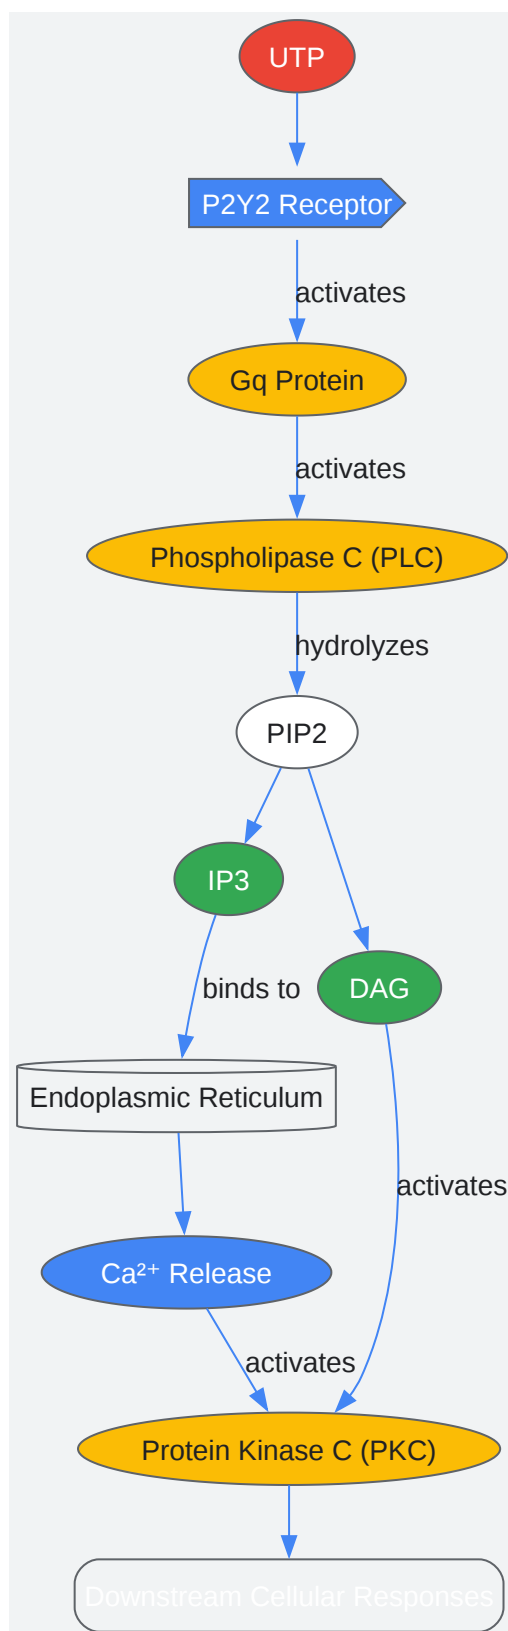 UTP
P2Y2 Receptor
activates
Gq Protein
activates
Phospholipase C (PLC)
hydrolyzes
PIP2
IP3
binds to
DAG
Endoplasmic Reticulum
activates
Ca²⁺ Release
activates
Protein Kinase C (PKC)
Downstream Cellular Responses